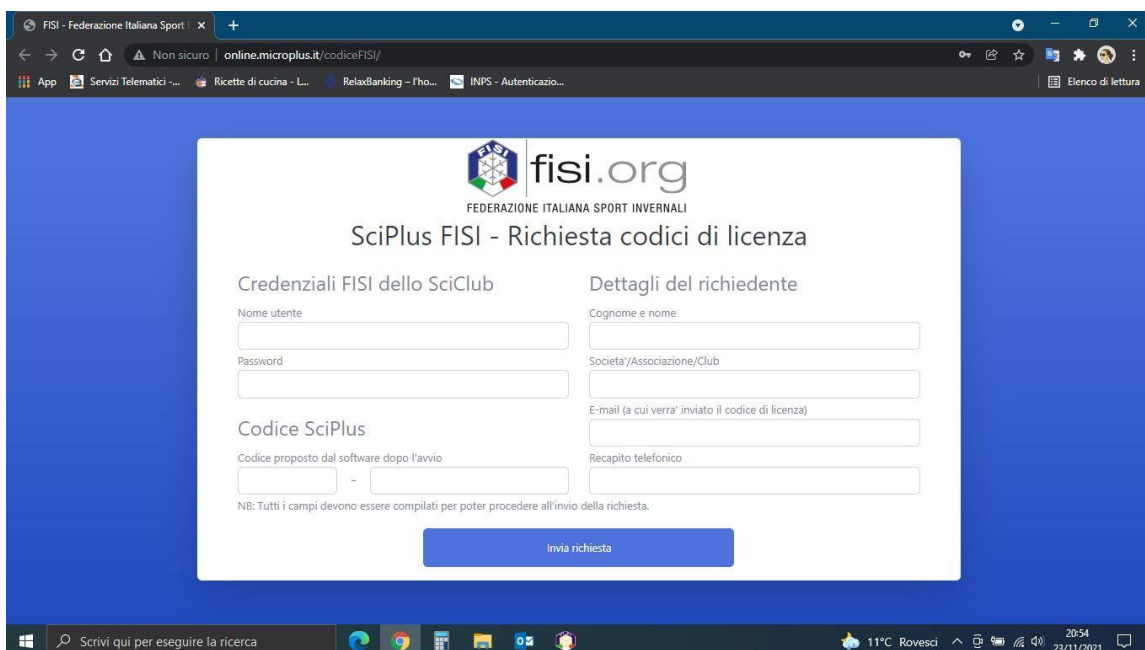 FISI - Federazione Italiana Sport I
Non sicuro | online.microplus.it/codiceFISI/
App
Servizi Telematici -...
Ricette di cucina - L...
RelaxBanking – l'ho...
INPS - Autenticazio...
Elenco di lettura
FISI
fisi.org
FEDERAZIONE ITALIANA SPORT INVERNALI
SciPlus FISI - Richiesta codici di licenza
Credenziali FISI dello SciClub
Nome utente
Password
Codice SciPlus
Codice proposto dal software dopo l'avvio
-
Dettagli del richiedente
Cognome e nome
Societa'/Associazione/Club
E-mail (a cui verra' inviato il codice di licenza)
Recapito telefonico
NB: Tutti i campi devono essere compilati per poter procedere all'invio della richiesta.
Invia richiesta
Scrivi qui per eseguire la ricerca
11°C Rovesci
20:54
23/11/2021